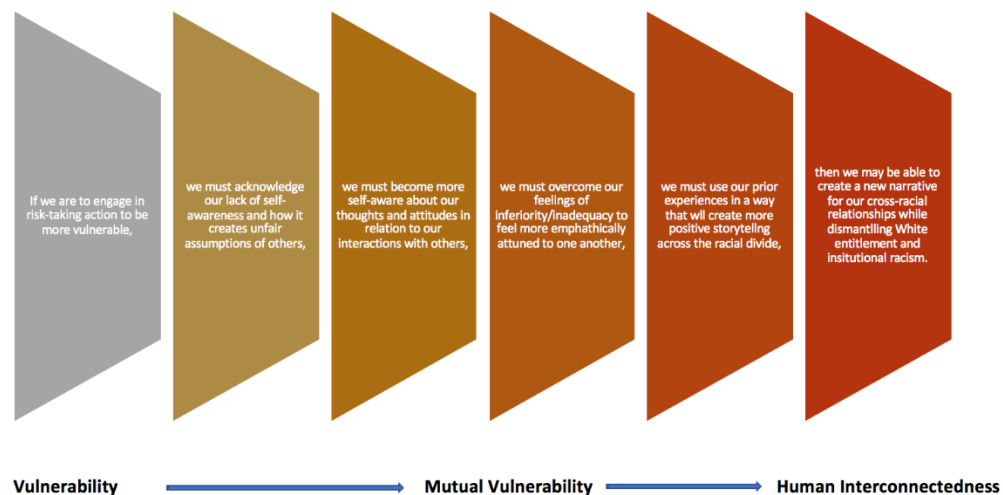 If we are to engage in
risk-taking action to be
more vulnerable,
we must acknowledge
our lack of self-
awareness and how it
creates unfair
assumptions of others,
we must become more
self-aware about our
thoughts and attitudes in
relation to our
interactions with others,
we must overcome our
feelings of
inferiority/inadequacy to
feel more emphathically
attuned to one another,
we must use our prior
experiences in a way
that wll create more
positive storytellng
across the racial divide,
then we may be able to
create a new narrative
for our cross-racial
relationships while
dismantlling White
entitlement and
insitutional racism.
Vulnerability
Mutual Vulnerability
Human Interconnectedness